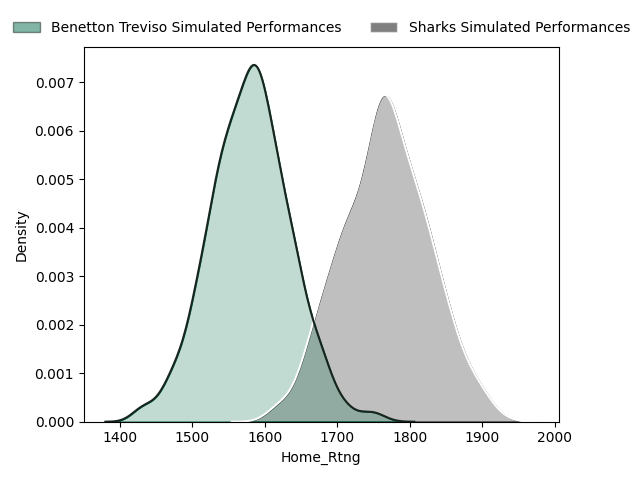 Benetton Treviso Simulated Performances Sharks Simulated Performances
0.007
0.006
0.005
0.004
0.003
0.002
0.001
0.000
Density
1400 1500 1600 1700 1800 1900 2000
Home_Rtng